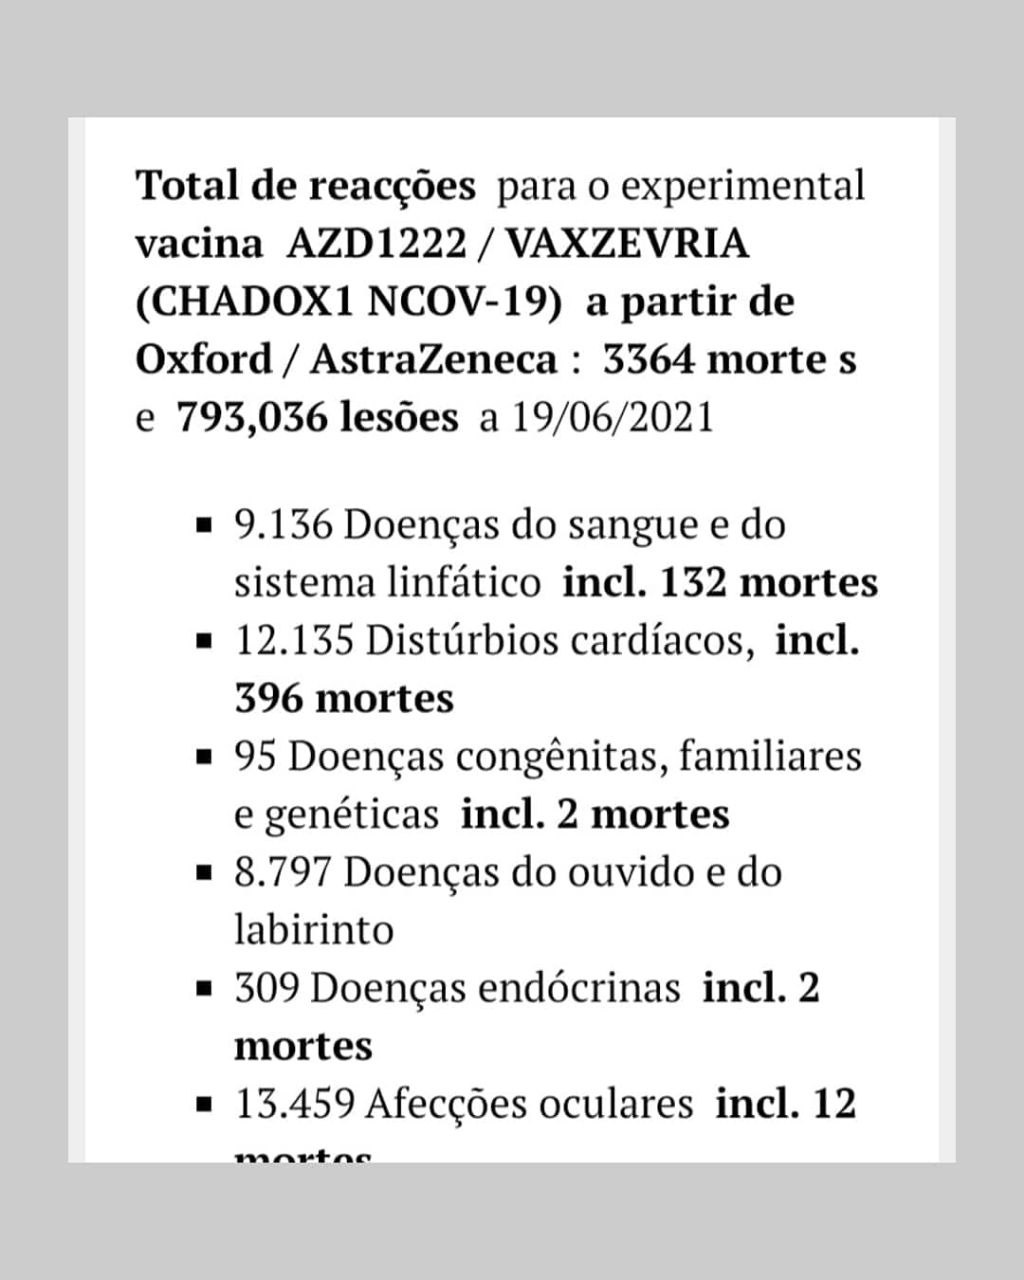 Total de reacções para o experimental
vacina AZD1222 / VAXZEVRIA
(CHADOX1 NCOV-19) a partir de
Oxford / AstraZeneca : 3364 morte s
e 793,036 lesões a 19/06/2021
▪ 9.136 Doenças do sangue e do
sistema linfático incl. 132 mortes
▪ 12.135 Distúrbios cardíacos, incl.
396 mortes
▪ 95 Doenças congênitas, familiares
e genéticas incl. 2 mortes
▪ 8.797 Doenças do ouvido e do
labirinto
▪ 309 Doenças endócrinas incl. 2
mortes
▪ 13.459 Afecções oculares incl. 12
mortes